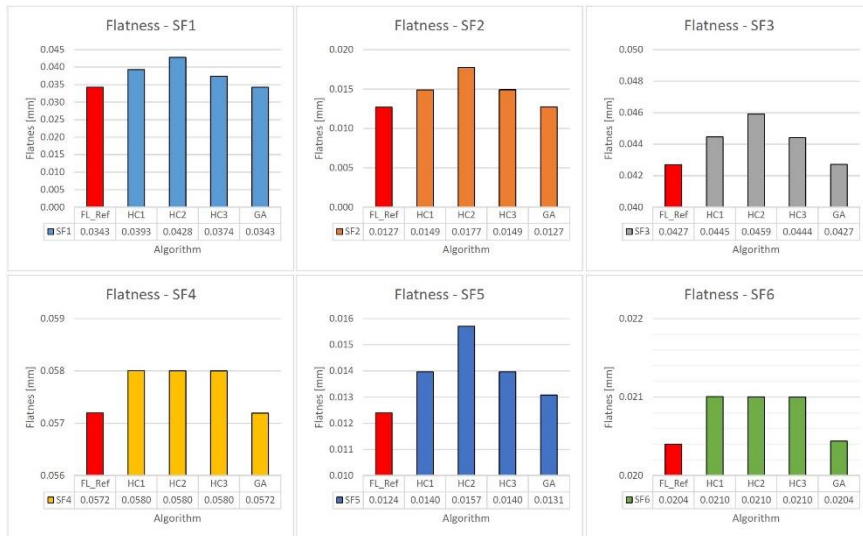 Flatness - SF1
0.045
0.040
0.035
0.030
0.025
0.020
0.015
0.010
0.005
0.000
Flatnes [mm]
FL_Ref HC1 HC2 HC3 GA
SF1 0.0343 0.0393 0.0428 0.0374 0.0343
Algorithm
Flatness - SF2
0.020
0.015
0.010
0.005
0.000
Flatnes [mm]
FL_Ref HC1 HC2 HC3 GA
SF2 0.0127 0.0149 0.0177 0.0149 0.0127
Algorithm
Flatness - SF3
0.050
0.048
0.046
0.044
0.042
0.040
Flatnes [mm]
FL_Ref HC1 HC2 HC3 GA
SF3 0.0427 0.0445 0.0459 0.0444 0.0427
Algorithm
Flatness - SF4
0.059
0.058
0.057
0.056
Flatnes [mm]
FL_Ref HC1 HC2 HC3 GA
SF4 0.0572 0.0580 0.0580 0.0580 0.0572
Algorithm
Flatness - SF5
0.016
0.015
0.014
0.013
0.012
0.011
0.010
Flatnes [mm]
FL_Ref HC1 HC2 HC3 GA
SF5 0.0124 0.0140 0.0157 0.0140 0.0131
Algorithm
Flatness - SF6
0.022
0.021
0.020
Flatnes [mm]
FL_Ref HC1 HC2 HC3 GA
SF6 0.0204 0.0210 0.0210 0.0210 0.0204
Algorithm